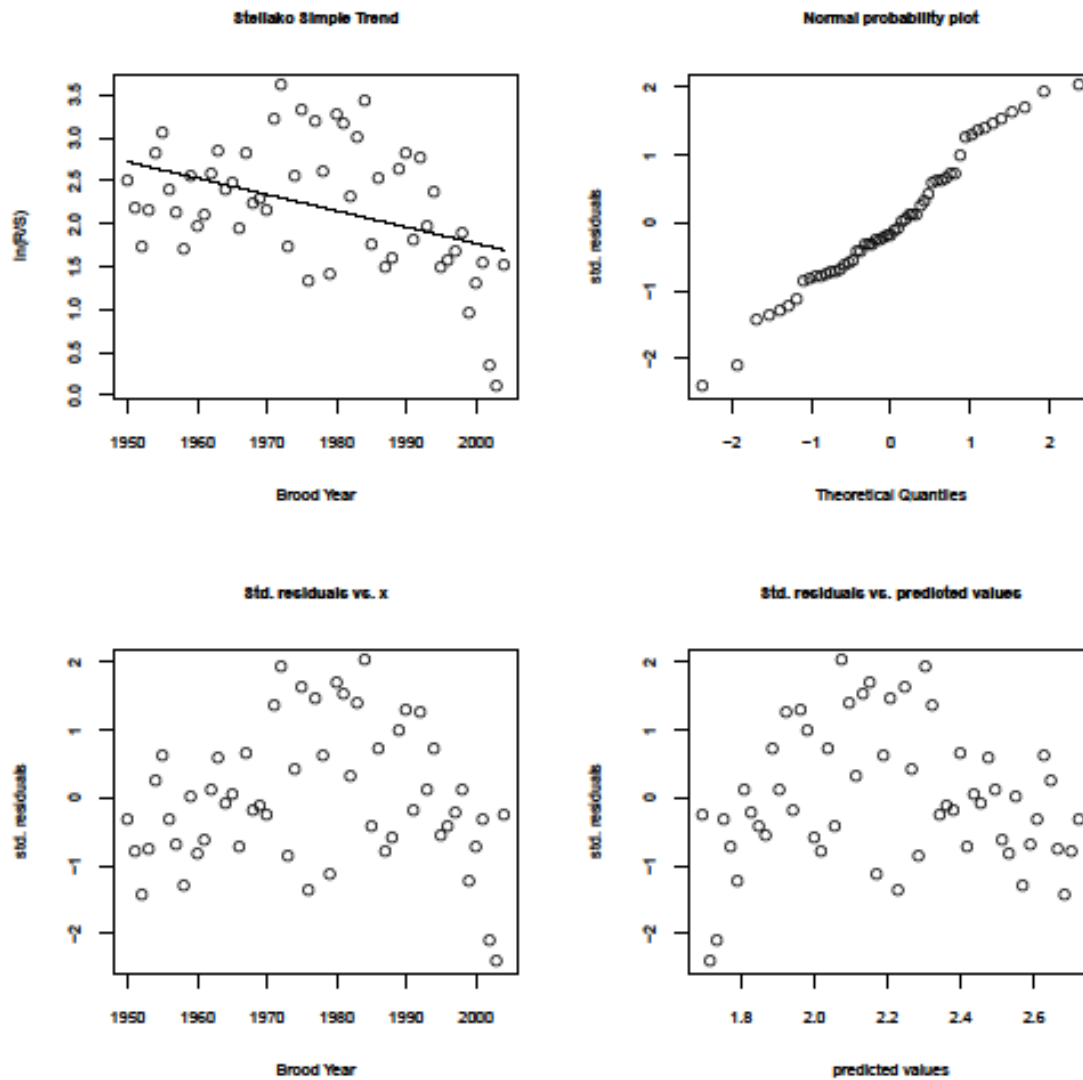 Stellako Simple Trend
ln(R/S)
3.5
3.0
2.5
2.0
1.5
1.0
0.5
0.0
1950 1960 1970 1980 1990 2000
Brood Year
Normal probability plot
std. residuals
2
1
0
−1
−2
−2 −1 0 1 2
Theoretical Quantiles
Std. residuals vs. x
std. residuals
2
1
0
−1
−2
1950 1960 1970 1980 1990 2000
Brood Year
Std. residuals vs. predicted values
std. residuals
2
1
0
−1
−2
1.8 2.0 2.2 2.4 2.6
predicted values